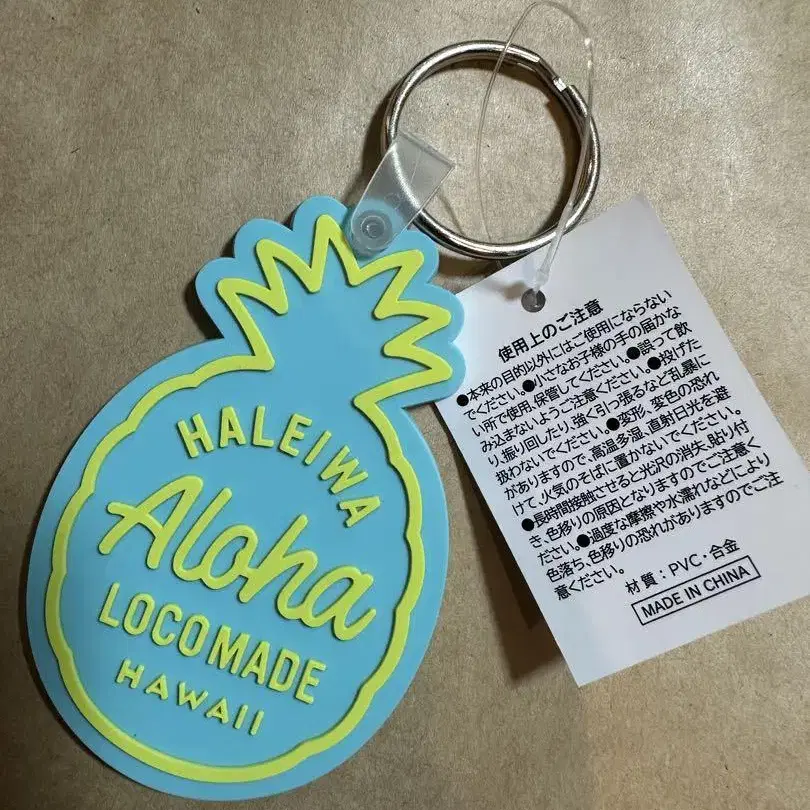 HALEIWA
Aloha
LOCO MADE
HAWAII
使用上のご注意
●本来の目的以外にはご使用にならない
でください。●小さなお子様の手の届かな
い所で使用、保管してください。●誤って飲
み込まないようご注意ください。●投げた
り、振り回したり、強く引っ張るなど乱暴に
扱わないでください。●変形、変色の恐れ
がありますので、高温多湿、直射日光を避
けて、火気のそばに置かないでください。
●長時間接触させると光沢の消失、貼り付
き、色移りの原因となりますのでご注意く
ださい。●過度な摩擦や水濡れなどにより
色落ち、色移りの恐れがありますのでご注
意ください。
材質：PVC・合金
MADE IN CHINA